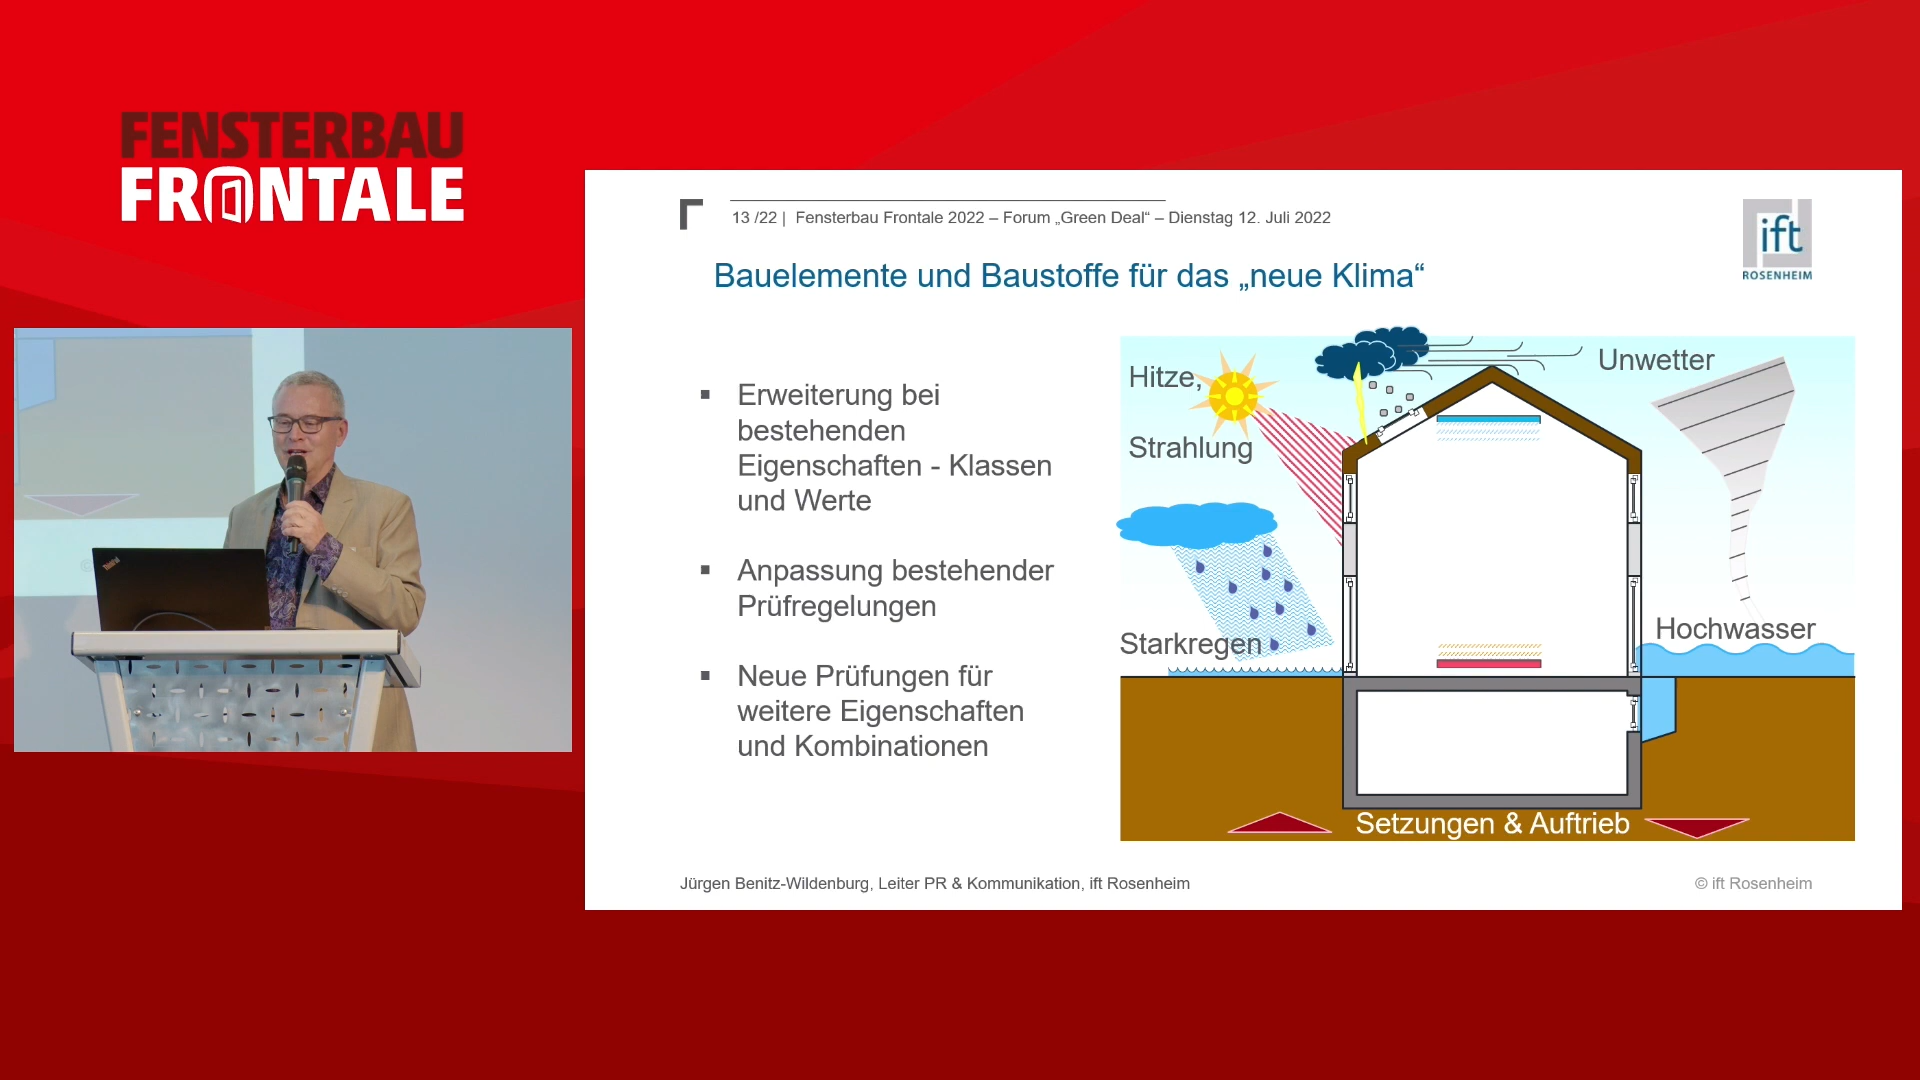 FENSTERBAU
FRONTALE
13 /22 | Fensterbau Frontale 2022 – Forum „Green Deal“ – Dienstag 12. Juli 2022
ift
ROSENHEIM
Bauelemente und Baustoffe für das „neue Klima“
Erweiterung bei
bestehenden
Eigenschaften - Klassen
und Werte
Anpassung bestehender
Prüfregelungen
Neue Prüfungen für
weitere Eigenschaften
und Kombinationen
Hitze,
Strahlung
Unwetter
Starkregen
Hochwasser
Setzungen & Auftrieb
Jürgen Benitz-Wildenburg, Leiter PR & Kommunikation, ift Rosenheim
© ift Rosenheim